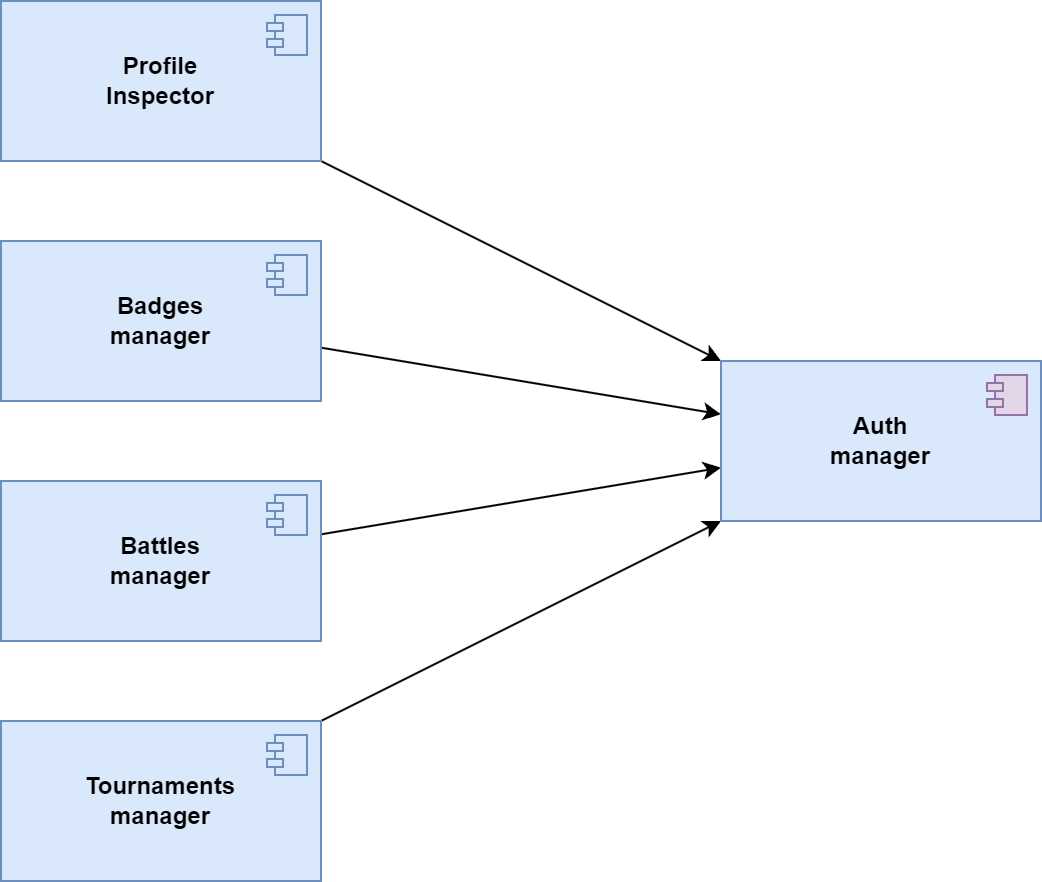 Profile
Inspector
Badges
manager
Battles
manager
Tournaments
manager
Auth
manager